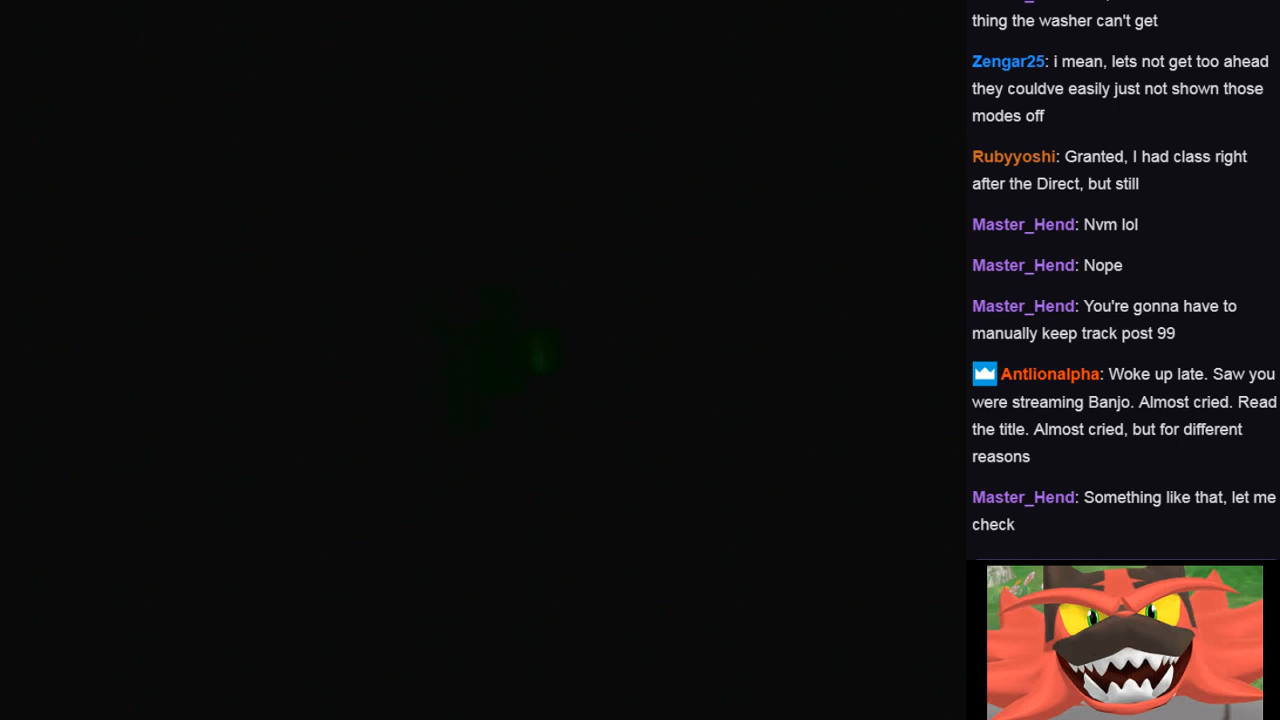 thing the washer can't get
Zengar25: i mean, lets not get too ahead
they couldve easily just not shown those
modes off
Rubyyoshi: Granted, I had class right
after the Direct, but still
Master_Hend: Nvm lol
Master_Hend: Nope
Master_Hend: You're gonna have to
manually keep track post 99
Antlionalpha: Woke up late. Saw you
were streaming Banjo. Almost cried. Read
the title. Almost cried, but for different
reasons
Master_Hend: Something like that, let me
check